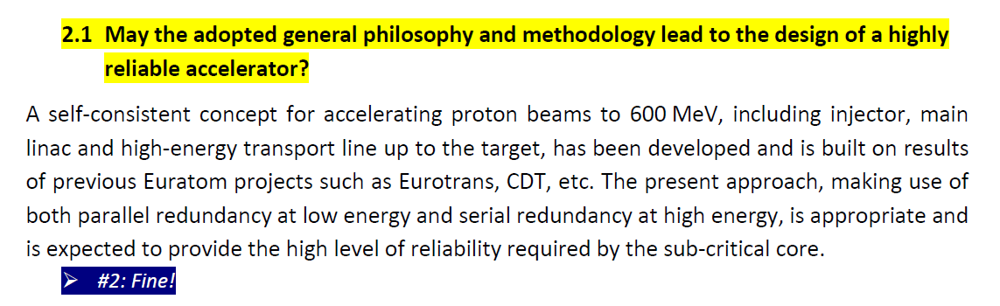 2.1 May the adopted general philosophy and methodology lead to the design of a highly
reliable accelerator?
A self-consistent concept for accelerating proton beams to 600 MeV, including injector, main
linac and high-energy transport line up to the target, has been developed and is built on results
of previous Euratom projects such as Eurotrans, CDT, etc. The present approach, making use of
both parallel redundancy at low energy and serial redundancy at high energy, is appropriate and
is expected to provide the high level of reliability required by the sub-critical core.
➢ #2: Fine!